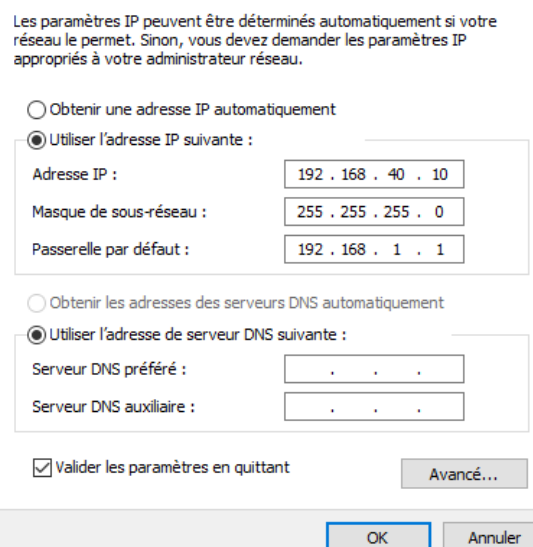 Les paramètres IP peuvent être déterminés automatiquement si votre
réseau le permet. Sinon, vous devez demander les paramètres IP
appropriés à votre administrateur réseau.
Obtenir une adresse IP automatiquement
Utiliser l'adresse IP suivante :
Adresse IP : 192 . 168 . 40 . 10
Masque de sous-réseau : 255 . 255 . 255 . 0
Passerelle par défaut : 192 . 168 . 1 . 1
Obtenir les adresses des serveurs DNS automatiquement
Utiliser l'adresse de serveur DNS suivante :
Serveur DNS préféré : . . .
Serveur DNS auxiliaire : . . .
Valider les paramètres en quittant Avancé...
OK Annuler